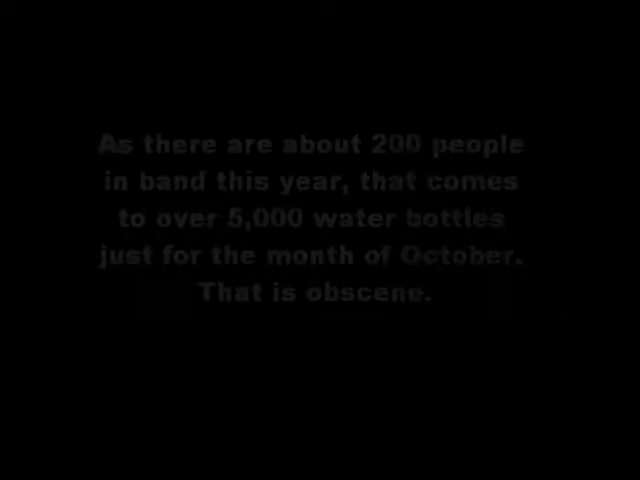 As there are about 200 people
in band this year, that comes
to over 5,000 water bottles
just for the month of October.
That is obscene.